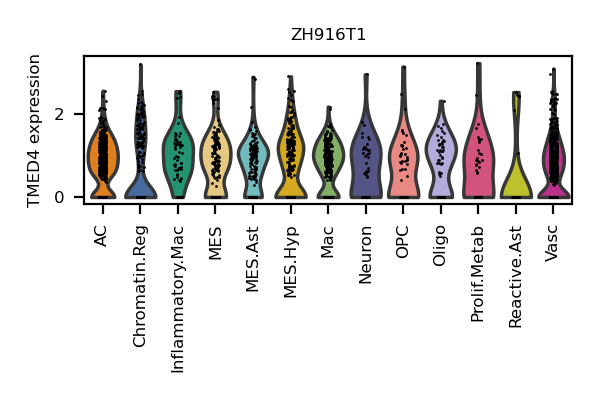 ZH916T1
TMED4 expression
2
0
AC
Chromatin.Reg
Inflammatory.Mac
MES
MES.Ast
MES.Hyp
Mac
Neuron
OPC
Oligo
Prolif.Metab
Reactive.Ast
Vasc